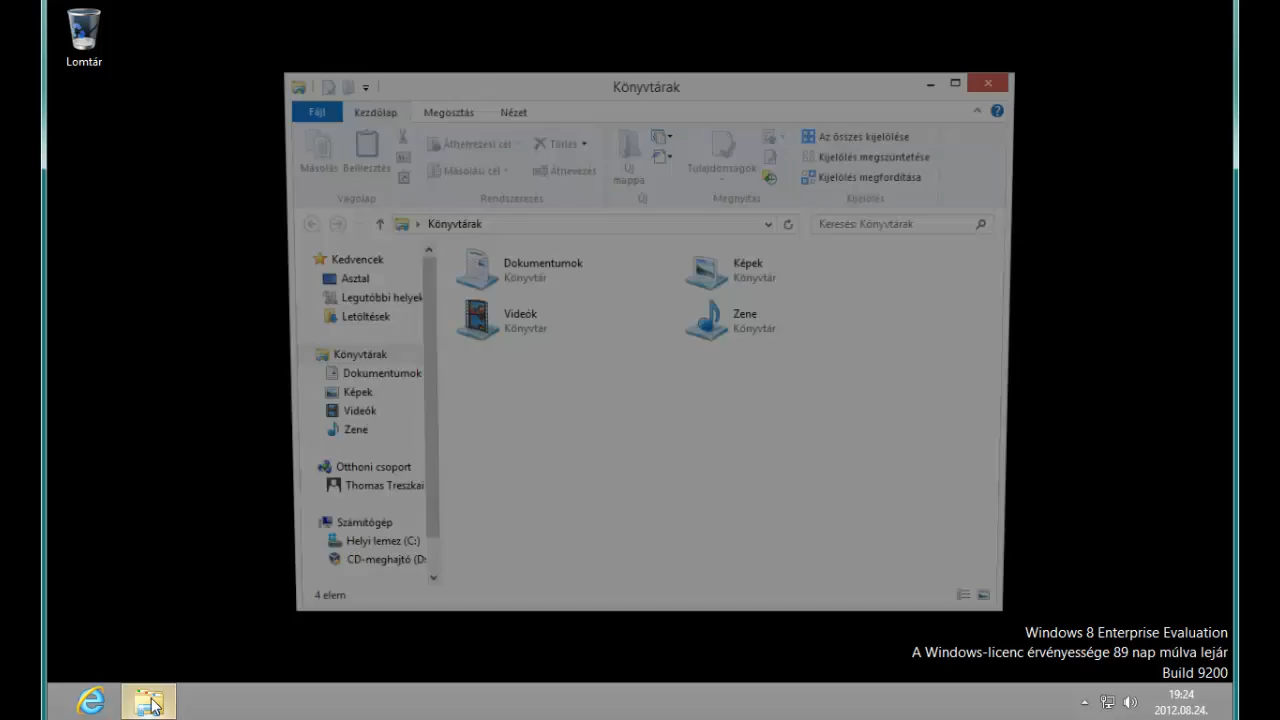 Lomtár
Könyvtárak
Fájl
Kezdőlap
Megosztás
Nézet
Másolás
Beillesztés
Vágólap
Áthelyezési cél
Másolási cél
Törlés
Átnevezés
Rendszerezés
Új
mappa
Új
Tulajdonságok
Megnyitás
Az összes kijelölése
Kijelölés megszüntetése
Kijelölés megfordítása
Kijelölés
Könyvtárak
Keresés: Könyvtárak
Kedvencek
Asztal
Legutóbbi helyek
Letöltések
Könyvtárak
Dokumentumok
Képek
Videók
Zene
Otthoni csoport
Thomas Treszkai
Számítógép
Helyi lemez (C:)
CD-meghajtó (D:
Dokumentumok
Könyvtár
Képek
Könyvtár
Videók
Könyvtár
Zene
Könyvtár
4 elem
Windows 8 Enterprise Evaluation
A Windows-licenc érvényessége 89 nap múlva lejár
Build 9200
19:24
2012.08.24.